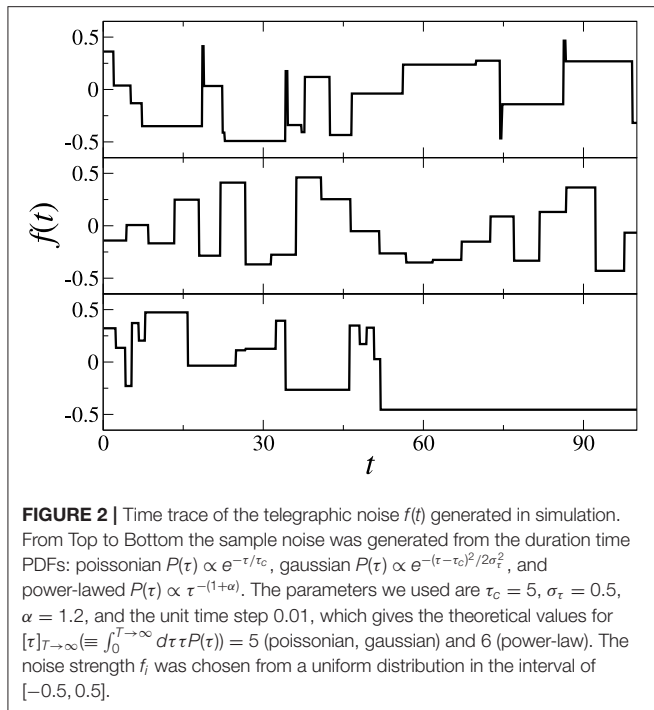 0.5
0
-0.5
0.5
0
-0.5
f(t)
0.5
0
-0.5
0 30 60 90
t
FIGURE 2 | Time trace of the telegraphic noise f(t) generated in simulation.
From Top to Bottom the sample noise was generated from the duration time
PDFs: poissonian P(τ) ∝ e^{−τ/τ_c}, gaussian P(τ) ∝ e^{−(τ−τ_c)²/2σ_τ²}, and
power-lawed P(τ) ∝ τ^{−(1+α)}. The parameters we used are τ_c = 5, σ_τ = 0.5,
α = 1.2, and the unit time step 0.01, which gives the theoretical values for
[τ]_{T→∞}(≡ ∫_0^{T→∞} dττP(τ)) = 5 (poissonian, gaussian) and 6 (power-law). The
noise strength f_i was chosen from a uniform distribution in the interval of
[−0.5, 0.5].